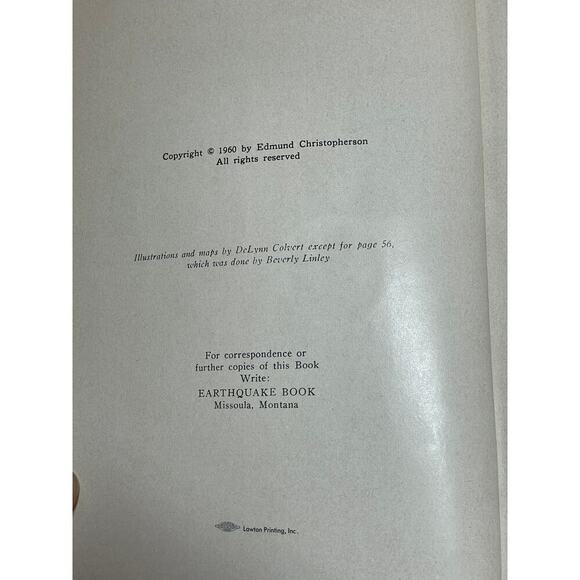 Copyright © 1960 by Edmund Christopherson
All rights reserved
Illustrations and maps by DeLynn Colvert except for page 56,
which was done by Beverly Linley
For correspondence or
further copies of this Book
Write:
EARTHQUAKE BOOK
Missoula, Montana
Lawton Printing, Inc.